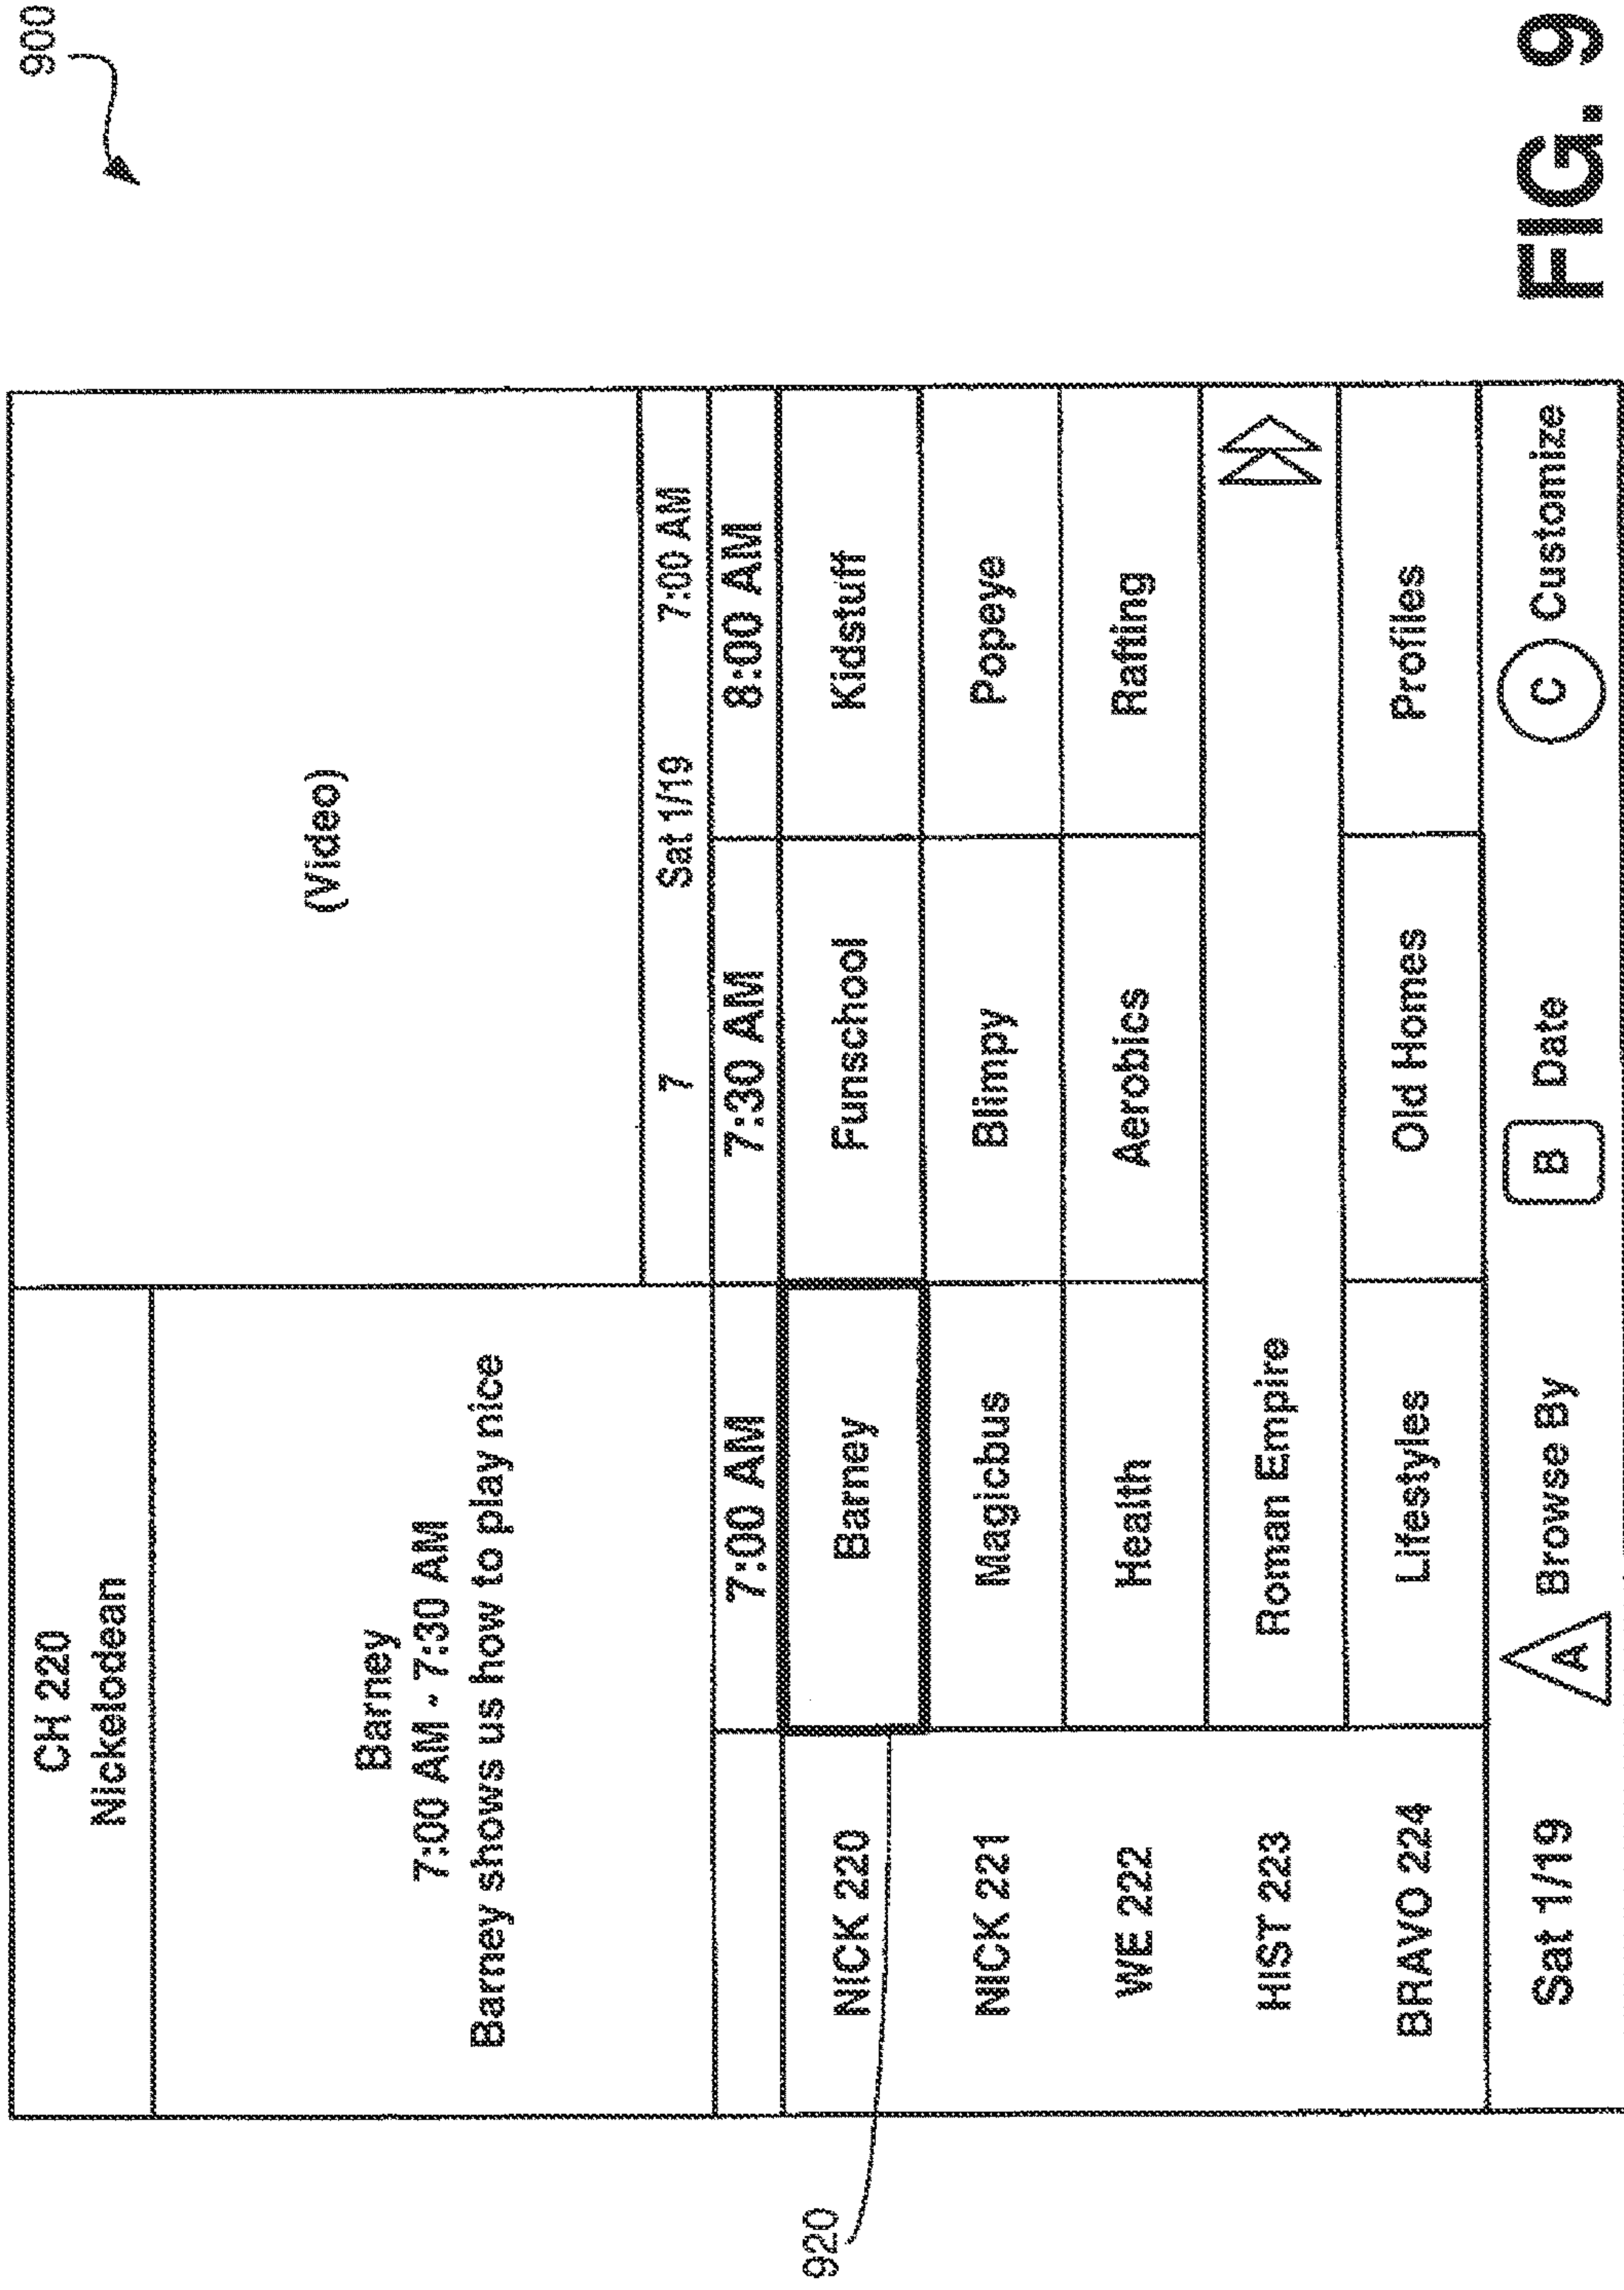 900
CH 220
Nickelodean
(Video)
Barney
7:00 AM - 7:30 AM
Barney shows us how to play nice
7 Sat 1/19 7:00 AM
7:00 AM 7:30 AM 8:00 AM
920
NICK 220 Barney Funschool Kidstuff
NICK 221 Magicbus Blimpy Popeye
WE 222 Health Aerobics Rafting
HIST 223 Roman Empire
BRAVO 224 Lifestyles Old Homes Profiles
Sat 1/19 A Browse By B Date C Customize
FIG. 9